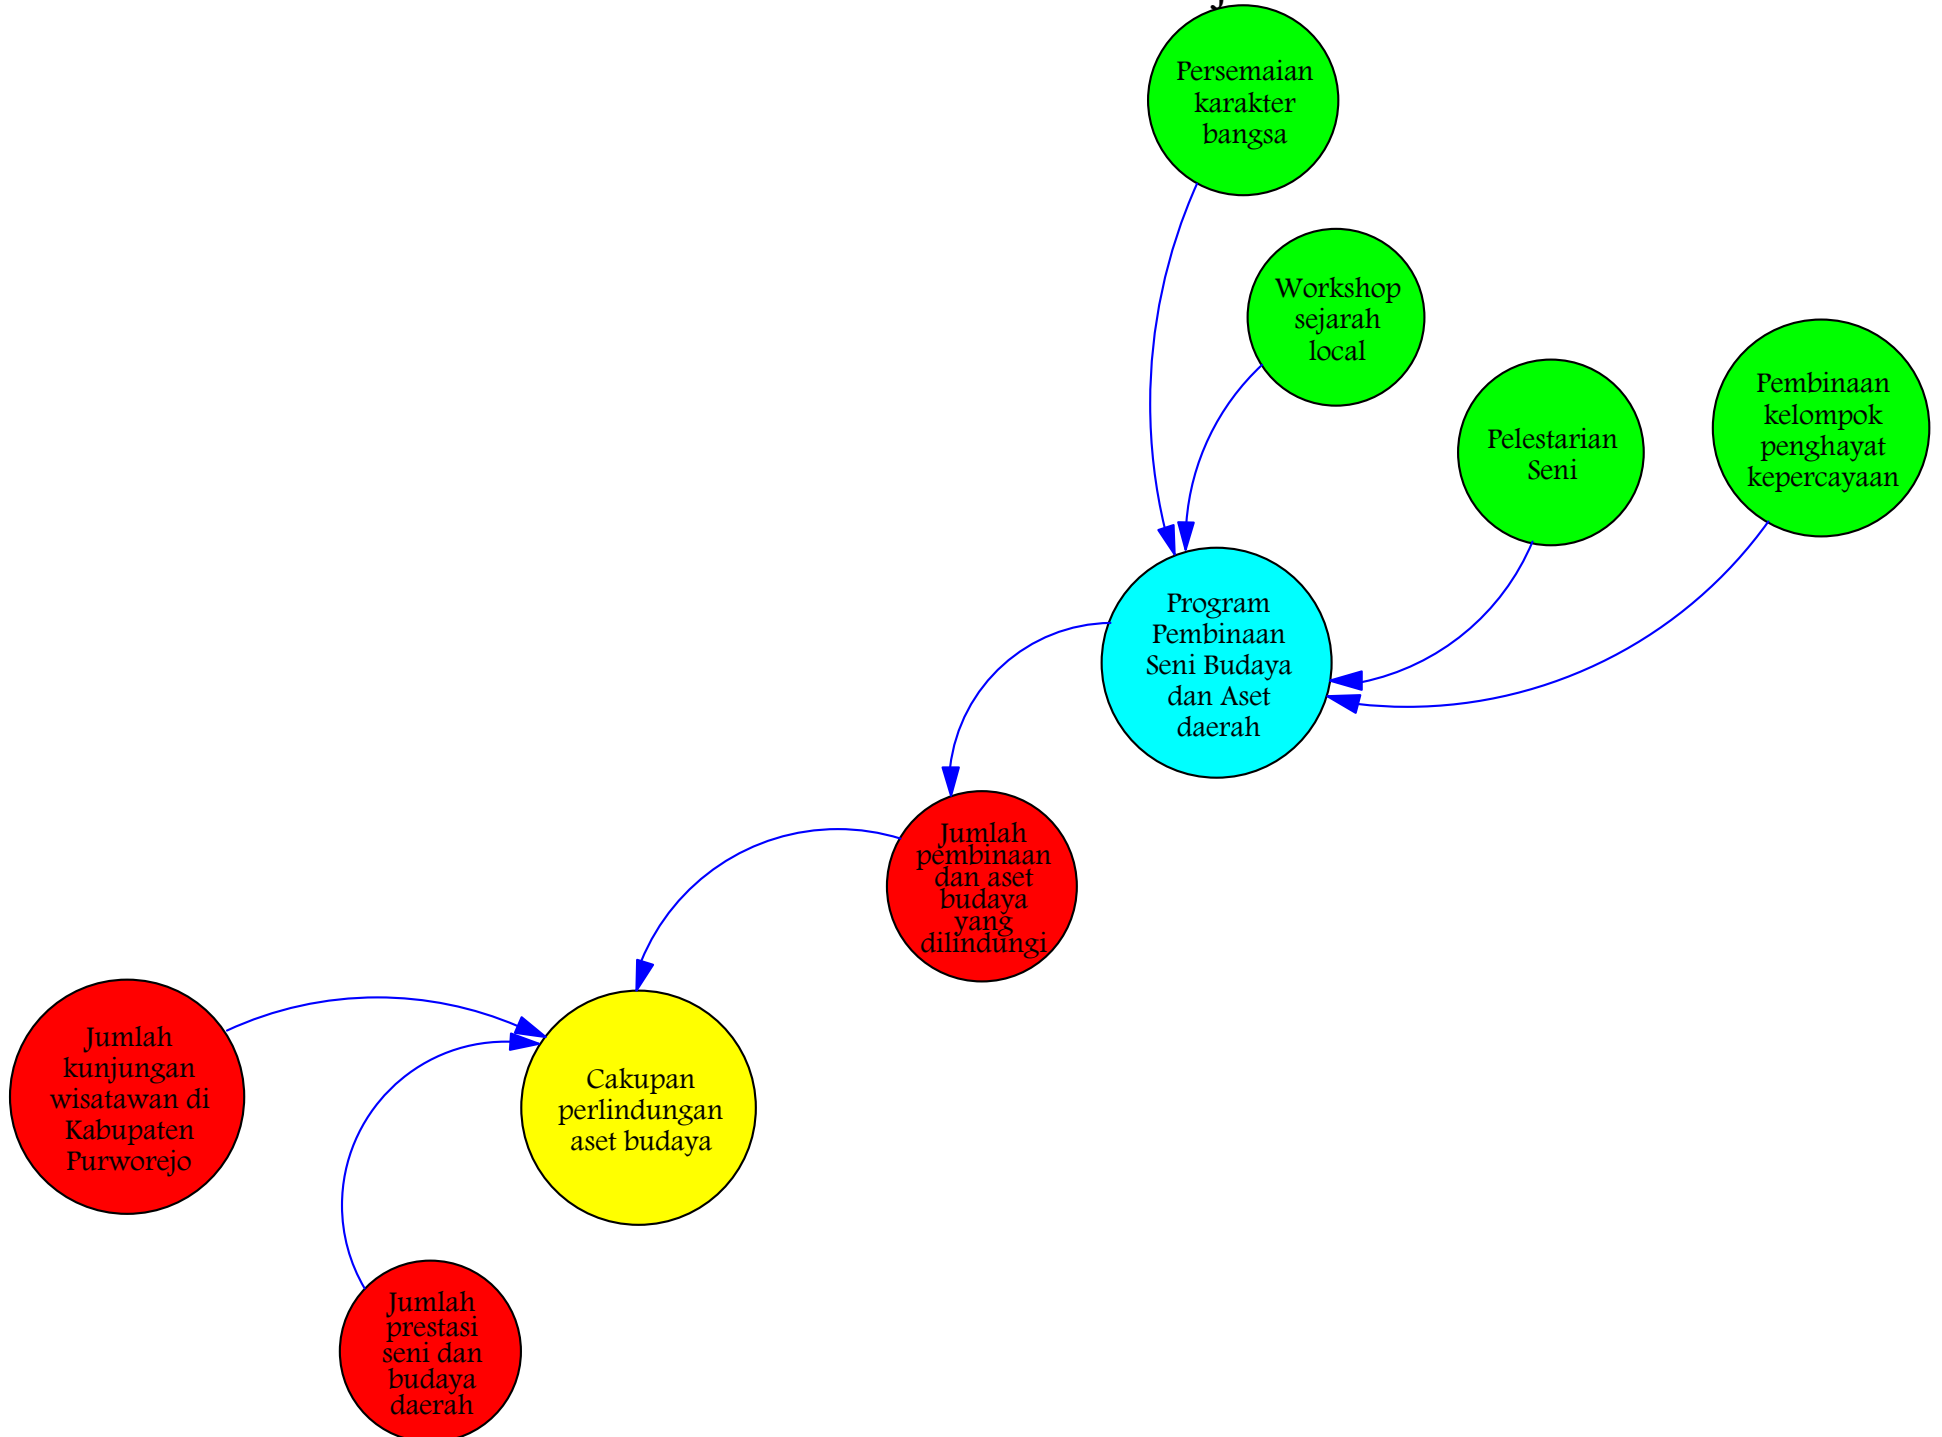 Persemaian
karakter
bangsa
Workshop
sejarah
local
Pelestarian
Seni
Pembinaan
kelompok
penghayat
kepercayaan
Program
Pembinaan
Seni Budaya
dan Aset
daerah
Jumlah
pembinaan
dan aset
budaya
yang
dilindungi
Jumlah
kunjungan
wisatawan di
Kabupaten
Purworejo
Cakupan
perlindungan
aset budaya
Jumlah
prestasi
seni dan
budaya
daerah